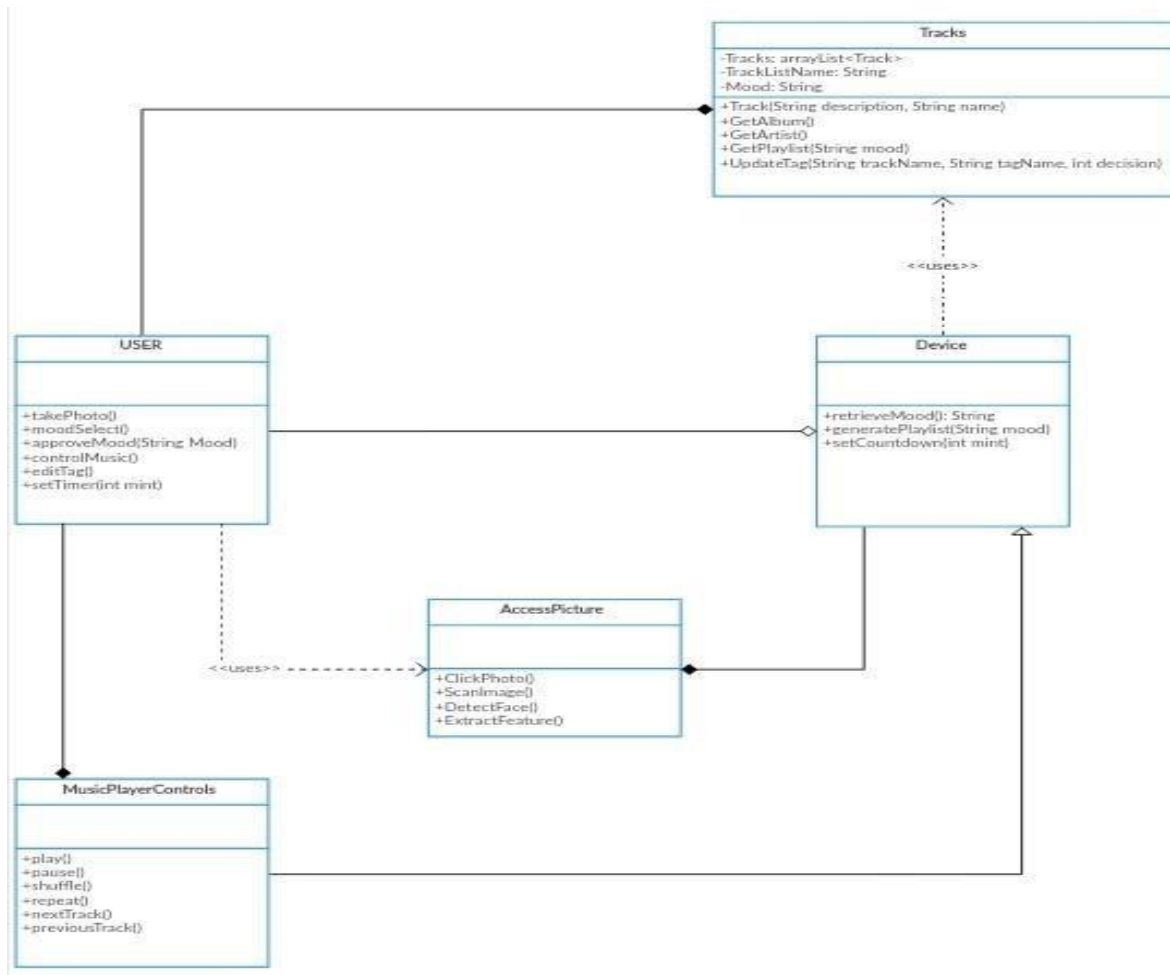 Tracks
-Tracks: arrayList<Track>
-TrackListName: String
-Mood: String
+Track(String description, String name)
+GetAlbum()
+GetArtist()
+GetPlaylist(String mood)
+UpdateTag(String trackName, String tagName, int decision)
<<uses>>
USER
+takePhoto()
+moodSelect()
+approveMood(String Mood)
+controlMusic()
+editTag()
+setTimer(int mint)
Device
+retrieveMood(): String
+generatePlaylist(String mood)
+setCountdown(int mint)
AccessPicture
+ClickPhoto()
+ScanImage()
+DetectFace()
+ExtractFeature()
<<uses>>
MusicPlayerControls
+play()
+pause()
+shuffle()
+repeat()
+nextTrack()
+previousTrack()